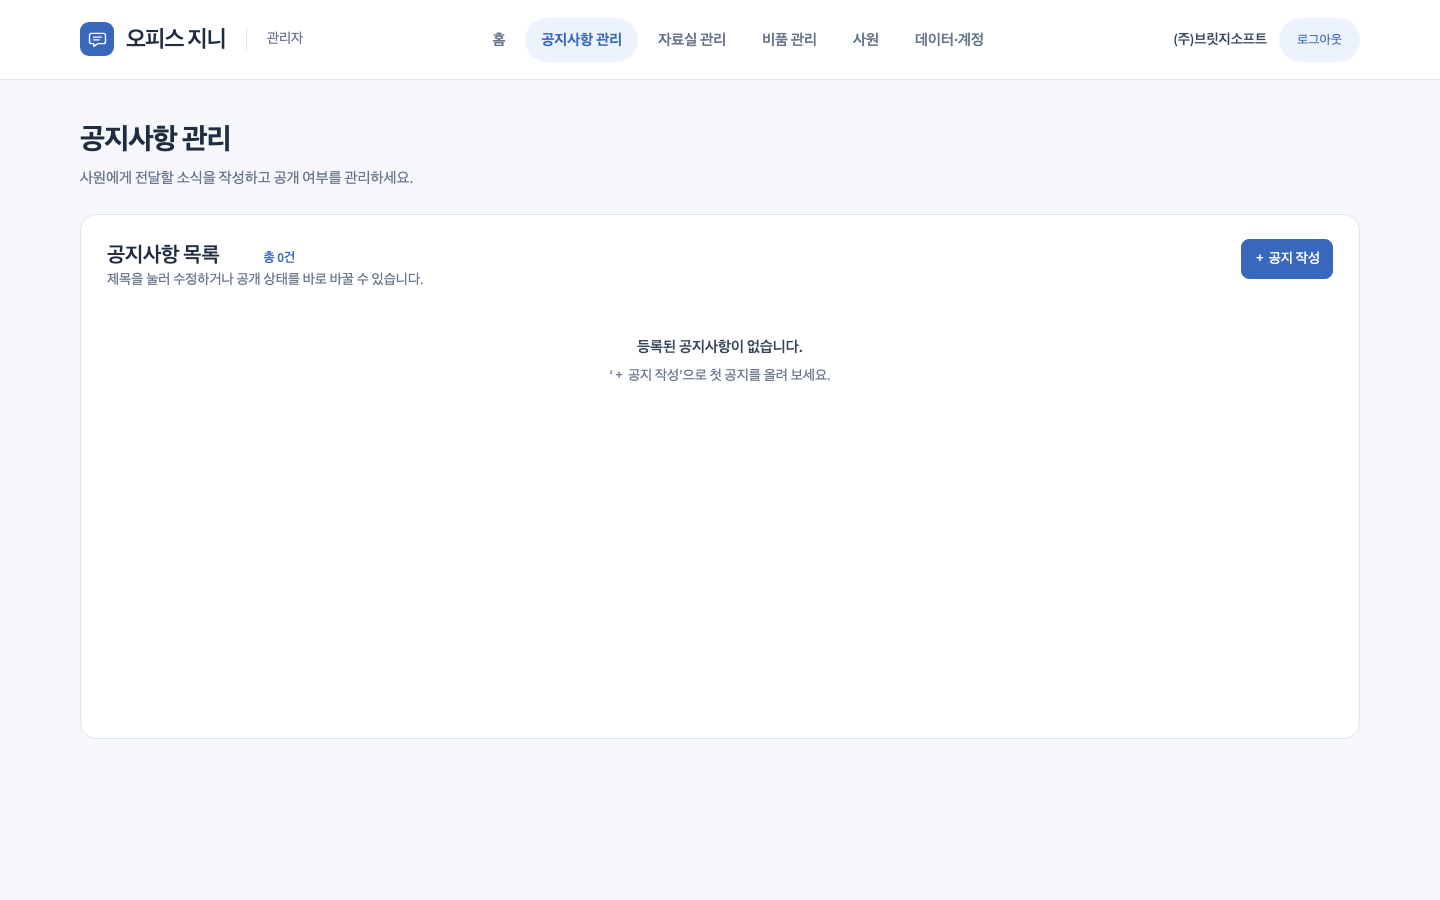 오피스 지니
관리자
홈
공지사항 관리
자료실 관리
비품 관리
사원
데이터·계정
(주)브릿지소프트
로그아웃
공지사항 관리
사원에게 전달할 소식을 작성하고 공개 여부를 관리하세요.
공지사항 목록
총 0건
제목을 눌러 수정하거나 공개 상태를 바로 바꿀 수 있습니다.
+ 공지 작성
등록된 공지사항이 없습니다.
‘+ 공지 작성’으로 첫 공지를 올려 보세요.